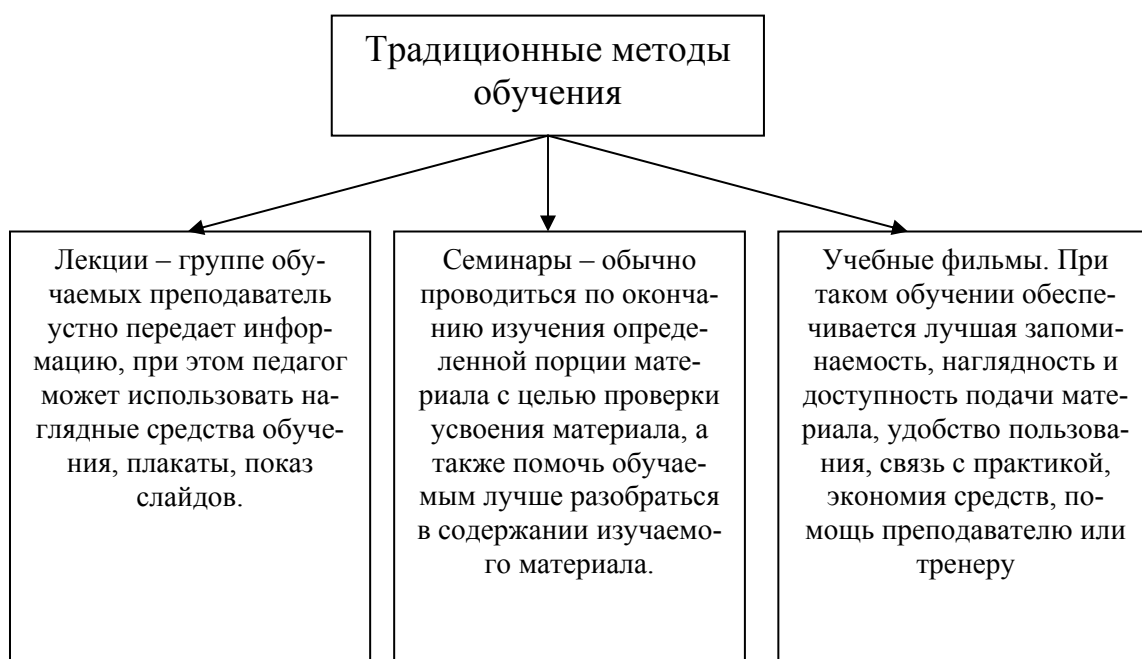 Традиционные методы
обучения
Лекции – группе обу-
чаемых преподаватель
устно передает инфор-
мацию, при этом педагог
может использовать на-
глядные средства обуче-
ния, плакаты, показ
слайдов.
Семинары – обычно
проводиться по оконча-
нию изучения опреде-
ленной порции мате-
риала с целью проверки
усвоения материала, а
также помочь обучае-
мым лучше разобраться
в содержании изучаемо-
го материала.
Учебные фильмы. При
таком обучении обеспе-
чивается лучшая запоми-
наемость, наглядность и
доступность подачи мате-
риала, удобство пользова-
ния, связь с практикой,
экономия средств, по-
мощь преподавателю или
тренеру